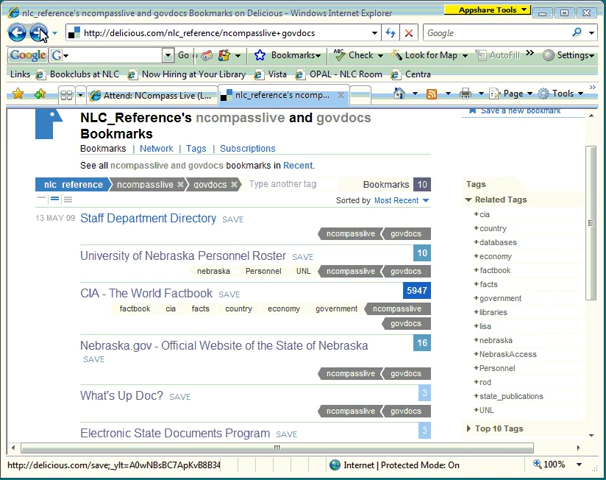 nlc_reference's ncompasslive and govdocs Bookmarks on Delicious - Windows Internet Explorer
Appshare Tools
http://delicious.com/nlc_reference/ncompasslive+govdocs
Google
Google G Go Bookmarks Check Look for Map AutoFill Settings
Links Bookclubs at NLC Now Hiring at Your Library Vista OPAL - NLC Room Centra
Attend: NCompass Live (L... nlc_reference's ncomp... Page Tools
NLC_Reference's ncompasslive and govdocs
Bookmarks
Save a new bookmark
Bookmarks | Network | Tags | Subscriptions
See all ncompasslive and govdocs bookmarks in Recent.
nlc_reference ncompasslive × govdocs × Type another tag Bookmarks 10
Sorted by Most Recent
13 MAY 09 Staff Department Directory SAVE
ncompasslive govdocs
University of Nebraska Personnel Roster SAVE 10
nebraska Personnel UNL ncompasslive govdocs
CIA - The World Factbook SAVE 5947
factbook cia facts country economy government ncompasslive
govdocs
Nebraska.gov - Official Website of the State of Nebraska 16
SAVE
ncompasslive govdocs
What's Up Doc? SAVE 3
ncompasslive govdocs
Electronic State Documents Program SAVE 3
Tags
Related Tags
+cia
+country
+databases
+economy
+factbook
+facts
+government
+libraries
+lisa
+nebraska
+NebraskAccess
+Personnel
+rod
+state_publications
+UNL
Top 10 Tags
http://delicious.com/save;_ylt=A0wNBsBC7ApKvB8B34 Internet | Protected Mode: On 100%